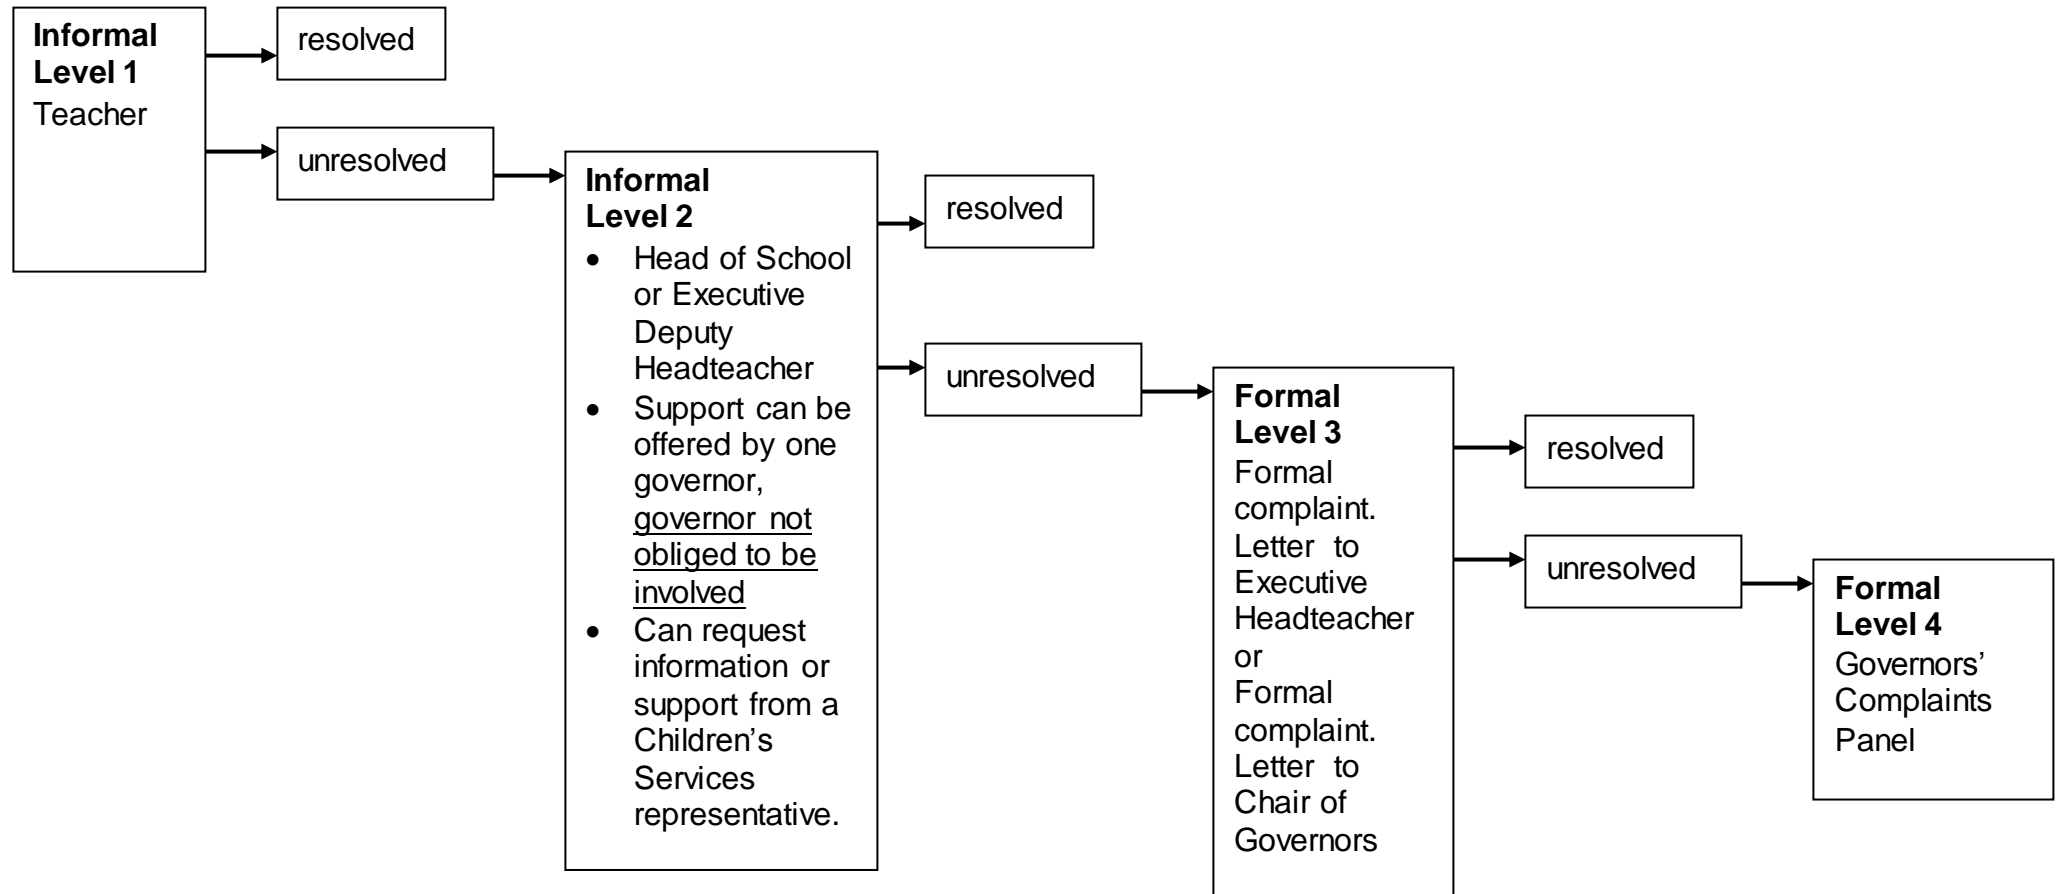 Informal
Level 1
Teacher
resolved
unresolved
Informal
Level 2
• Head of School
or Executive
Deputy
Headteacher
• Support can be
offered by one
governor,
governor not
obliged to be
involved
• Can request
information or
support from a
Children’s
Services
representative.
resolved
unresolved
Formal
Level 3
Formal
complaint.
Letter to
Executive
Headteacher
or
Formal
complaint.
Letter to
Chair of
Governors
resolved
unresolved
Formal
Level 4
Governors’
Complaints
Panel